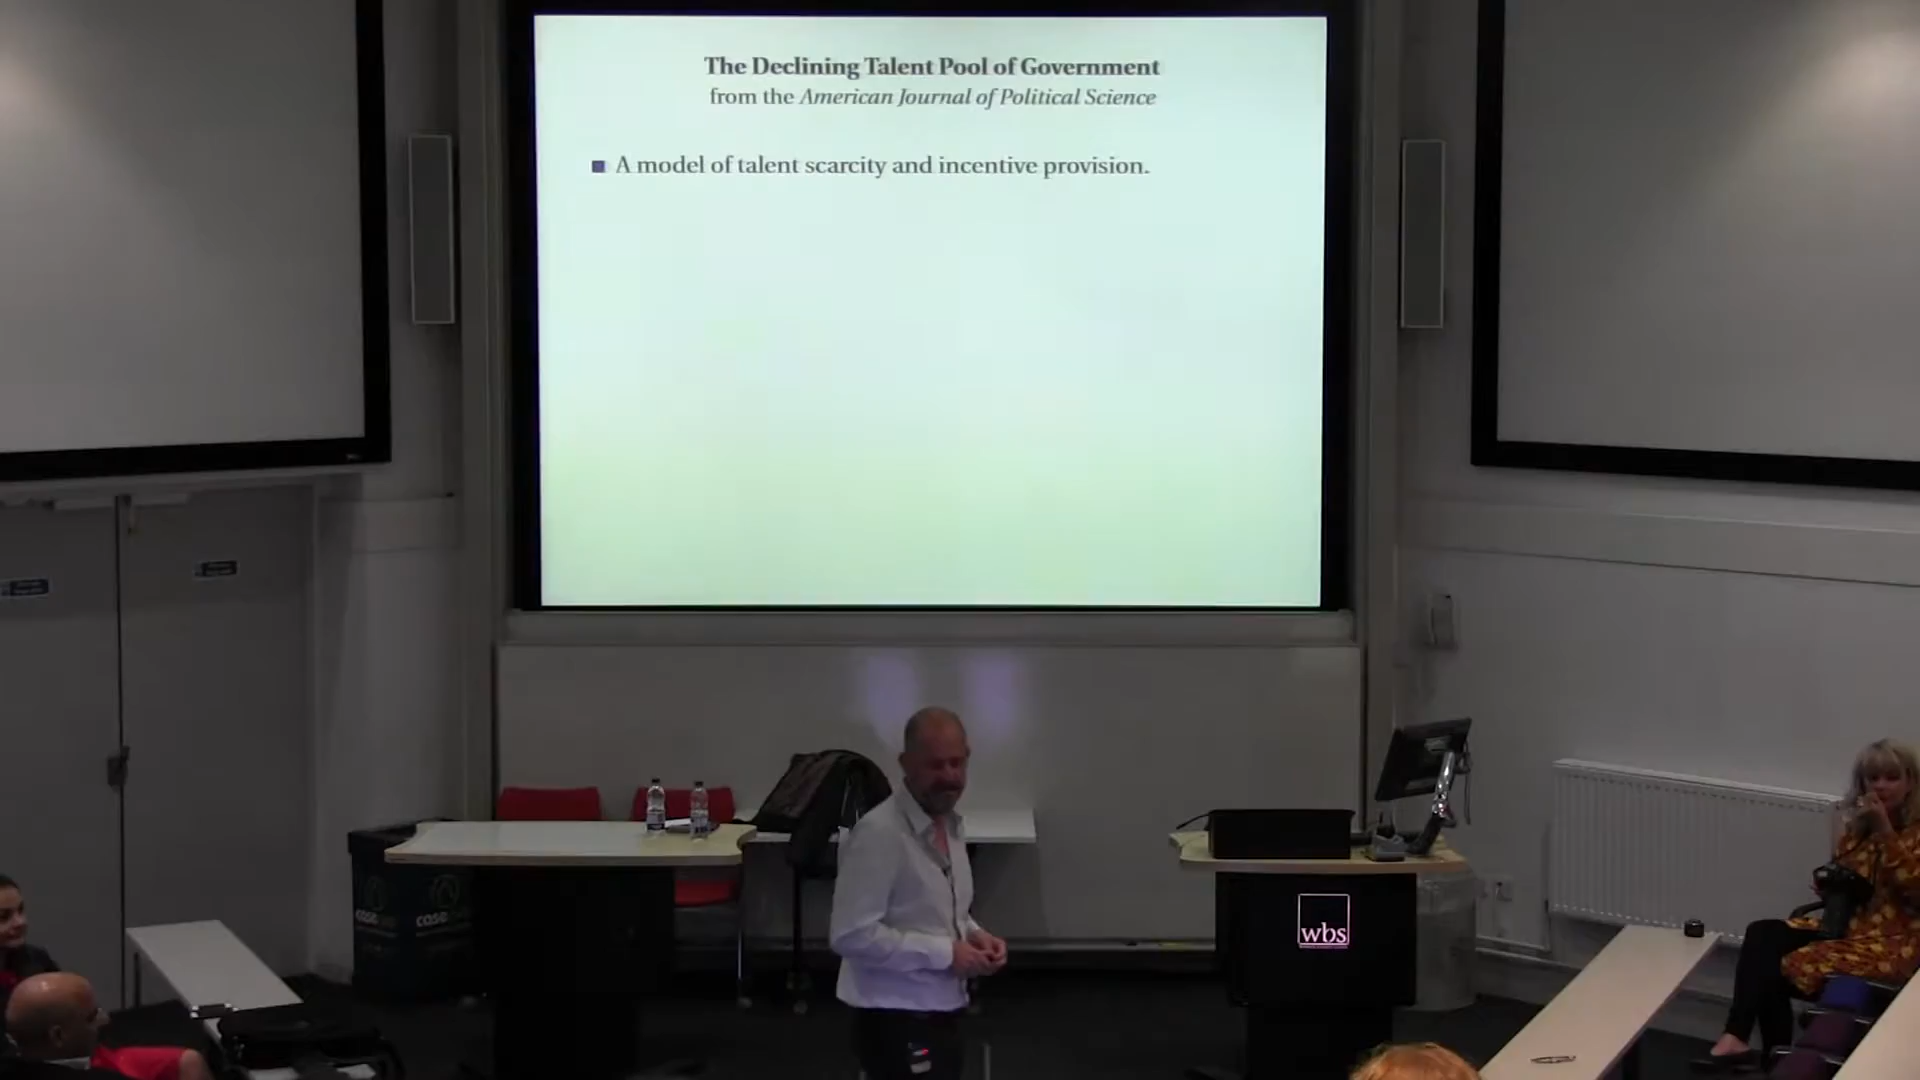 The Declining Talent Pool of Government
from the American Journal of Political Science
A model of talent scarcity and incentive provision.
wbs